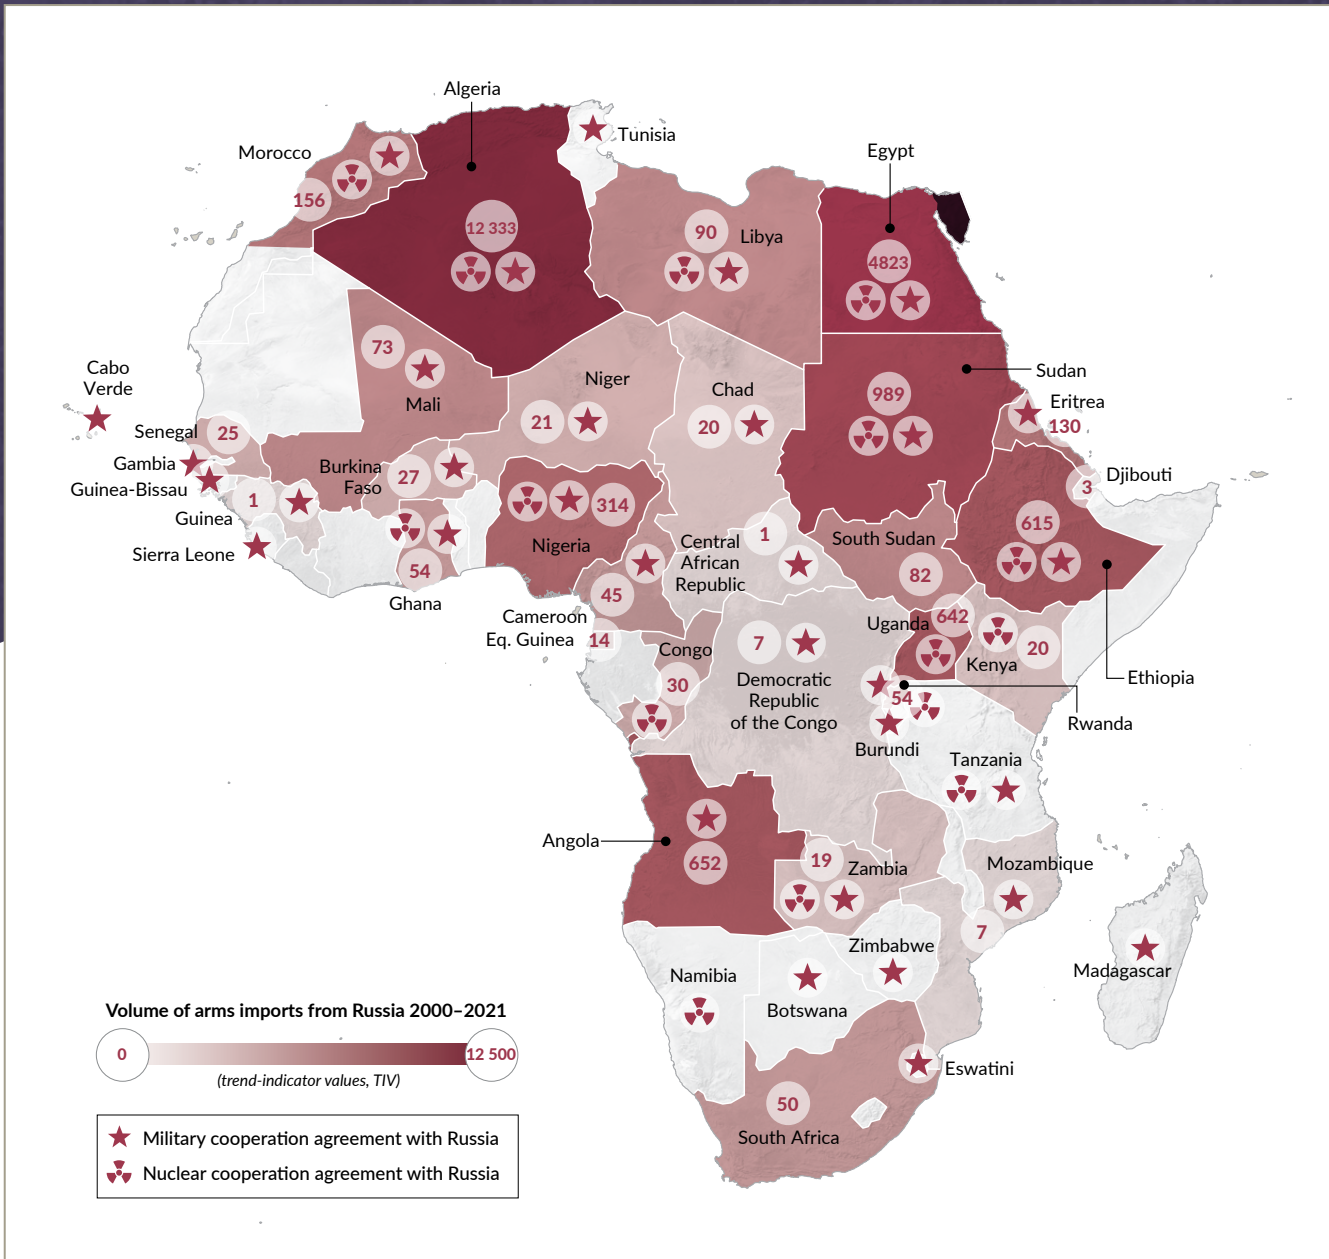 Algeria
Tunisia
Morocco
Egypt
156
12 333
90
Libya
4823
73
Mali
Cabo
Verde
Niger
21
Chad
20
Sudan
989
Eritrea
130
Senegal
25
Gambia
Guinea-Bissau
Burkina
Faso
27
Djibouti
3
1
Guinea
314
Nigeria
615
Sierra Leone
Central
African
Republic
1
South Sudan
82
54
Ghana
45
Cameroon
Eq. Guinea
14
Congo
30
7
Democratic
Republic
of the Congo
Uganda
642
Kenya
20
Ethiopia
54
Rwanda
Burundi
Tanzania
Angola
652
19
Zambia
Mozambique
7
Zimbabwe
Namibia
Botswana
Madagascar
Eswatini
50
South Africa
Volume of arms imports from Russia 2000–2021
0
12 500
(trend-indicator values, TIV)
Military cooperation agreement with Russia
Nuclear cooperation agreement with Russia